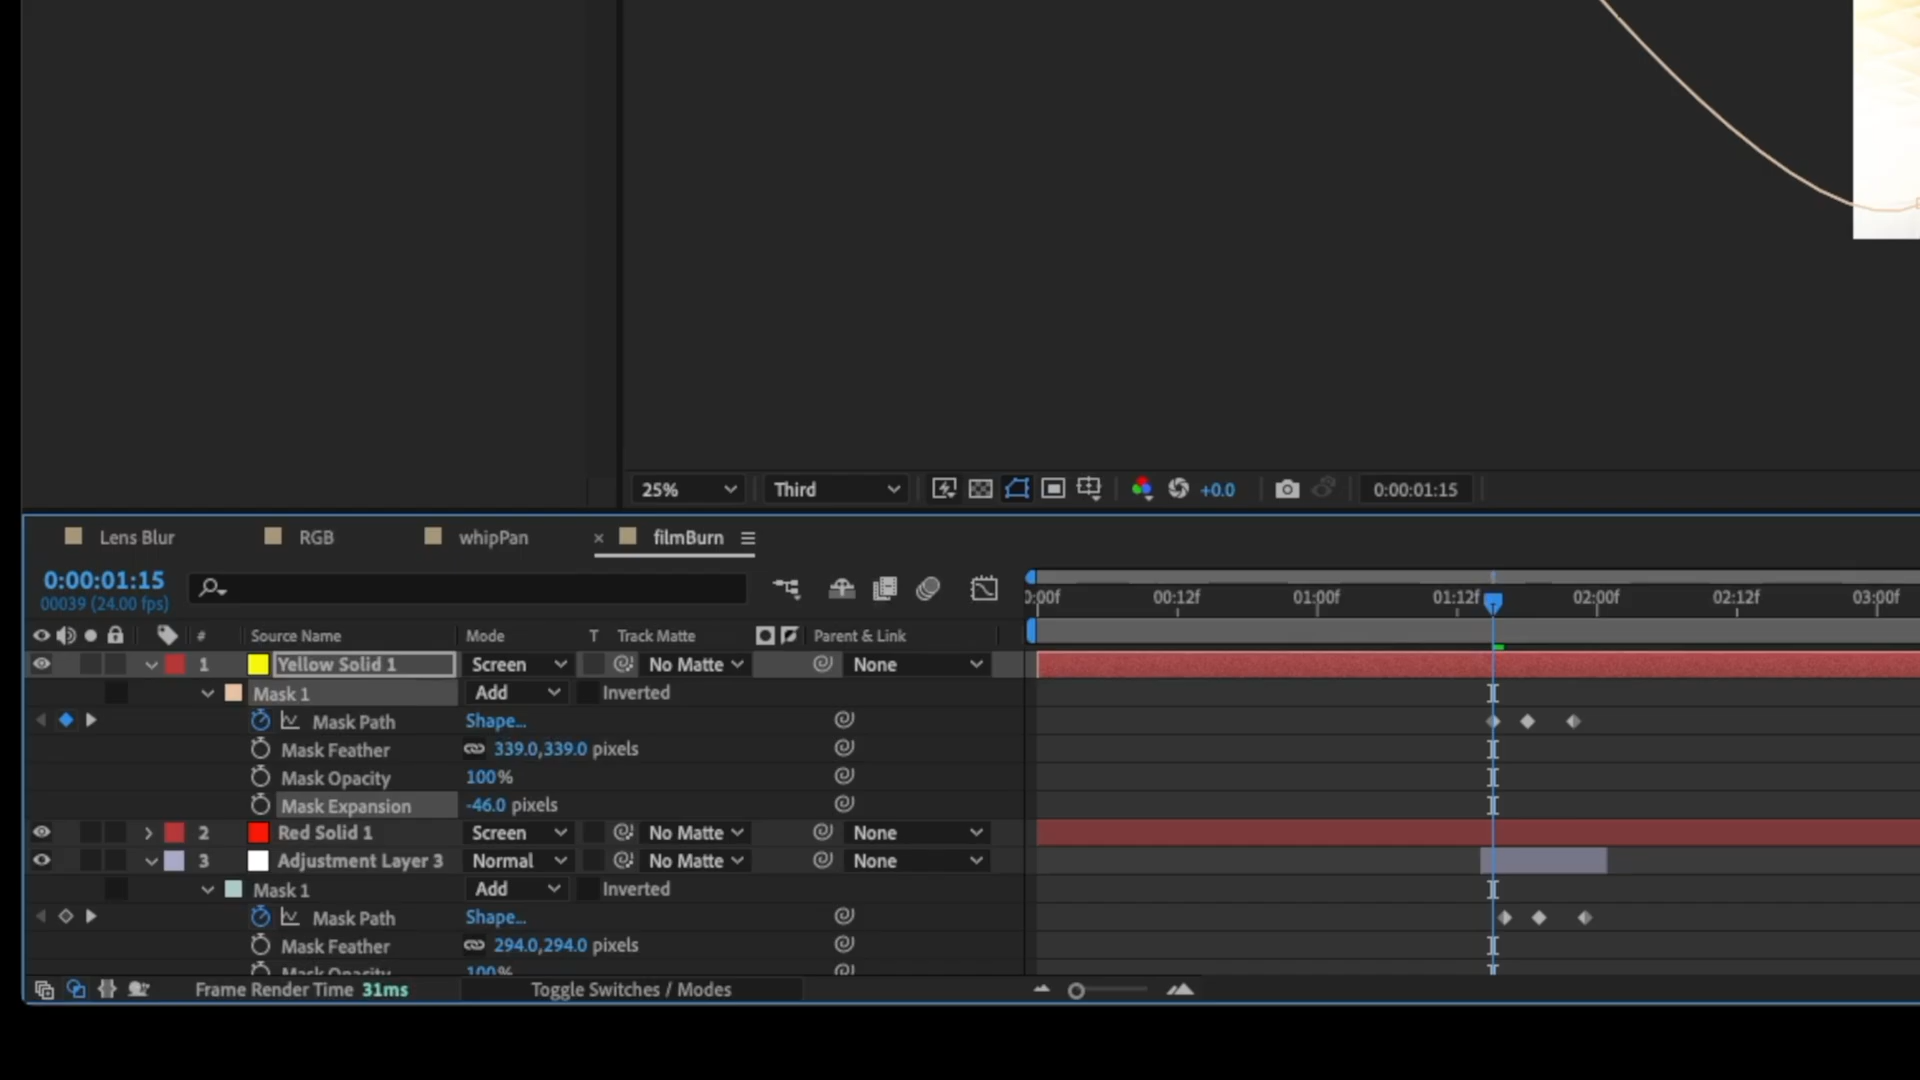 25% Third +0.0 0:00:01:15
Lens Blur RGB whipPan × filmBurn
0:00:01:15
00039 (24.00 fps)
0:00f 00:12f 01:00f 01:12f 02:00f 02:12f 03:00f
# Source Name Mode T Track Matte Parent & Link
1 Yellow Solid 1 Screen No Matte None
Mask 1 Add Inverted
Mask Path Shape...
Mask Feather 339.0,339.0 pixels
Mask Opacity 100%
Mask Expansion -46.0 pixels
2 Red Solid 1 Screen No Matte None
3 Adjustment Layer 3 Normal No Matte None
Mask 1 Add Inverted
Mask Path Shape...
Mask Feather 294.0,294.0 pixels
Mask Opacity 100%
Frame Render Time 31ms Toggle Switches / Modes